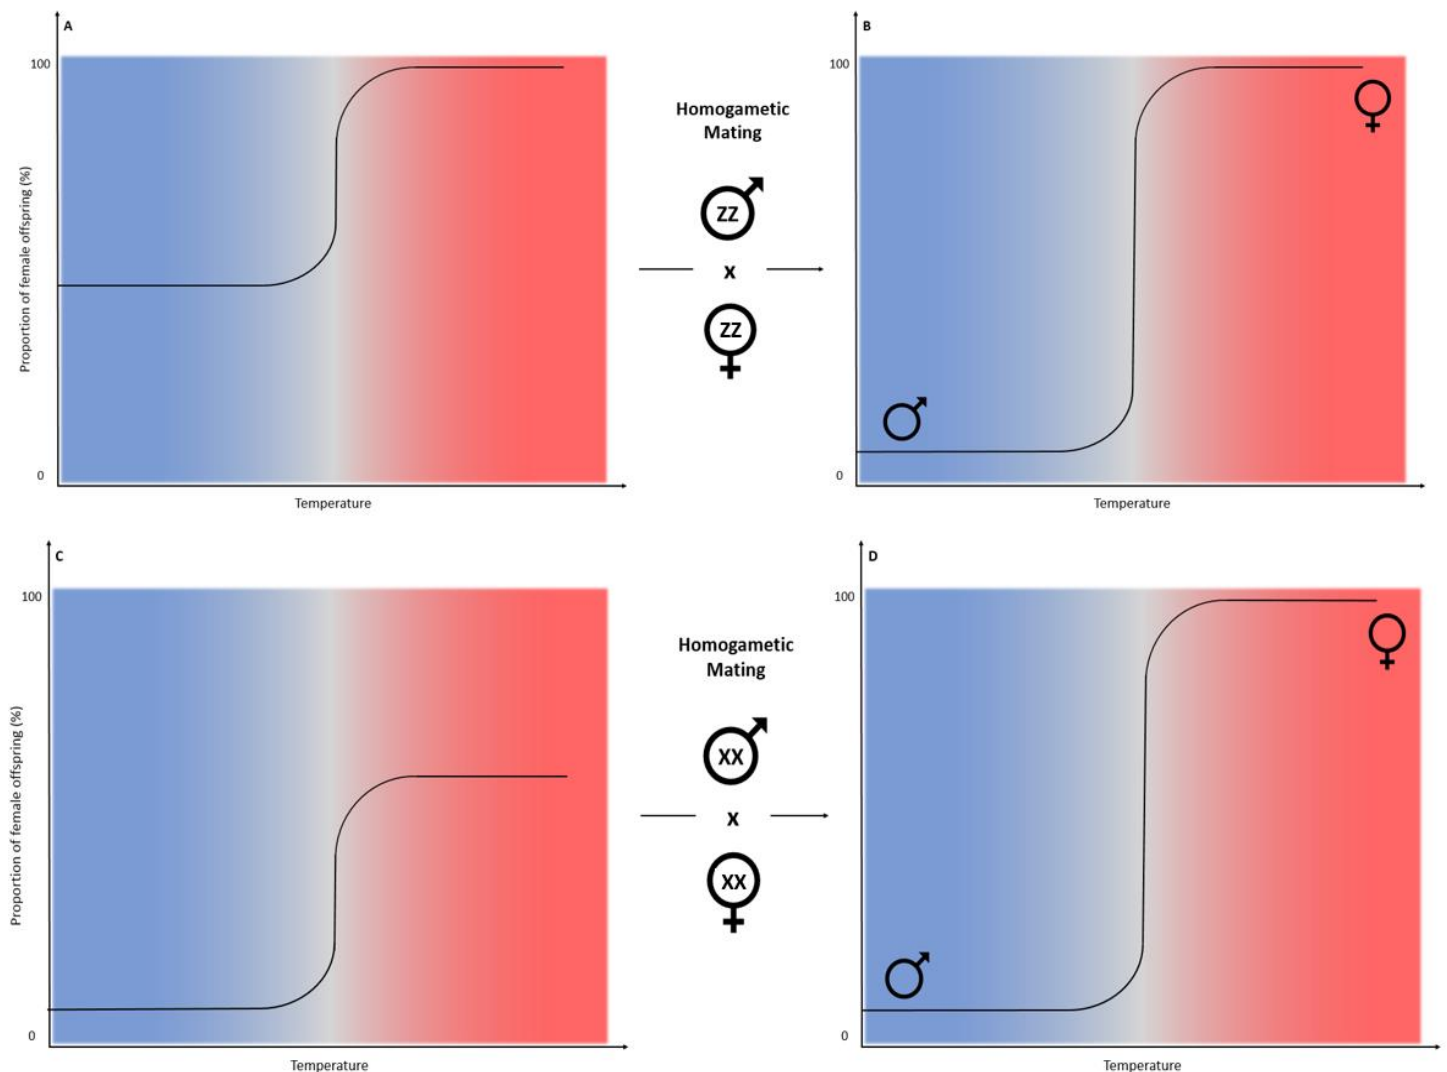 A
100
Proportion of female offspring (%)
0
Temperature
Homogametic
Mating
ZZ
x
ZZ
B
100
0
Temperature
C
100
Proportion of female offspring (%)
0
Temperature
Homogametic
Mating
XX
x
XX
D
100
0
Temperature